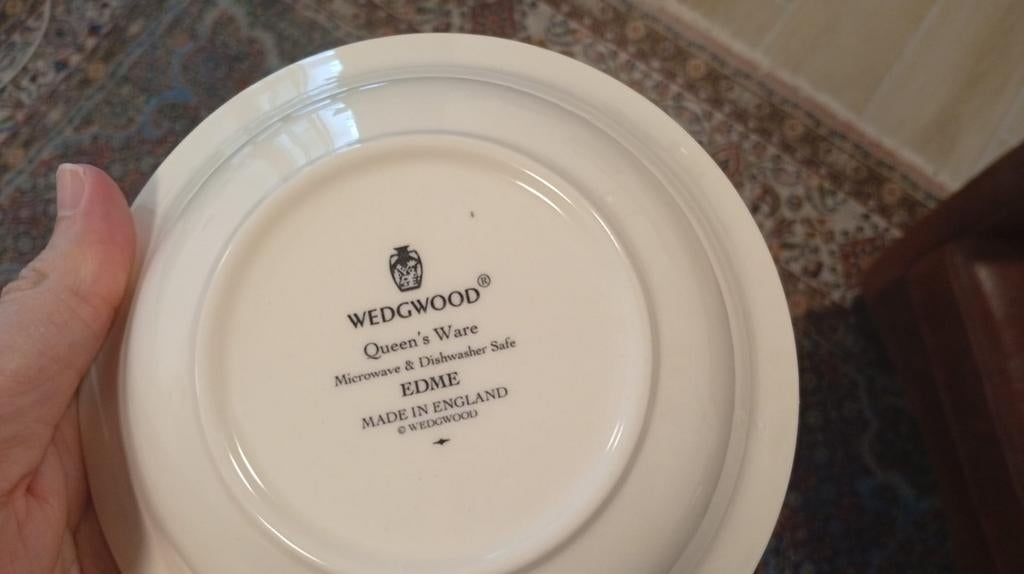 WEDGWOOD®
Queen's Ware
Microwave & Dishwasher Safe
EDME
MADE IN ENGLAND
© WEDGWOOD